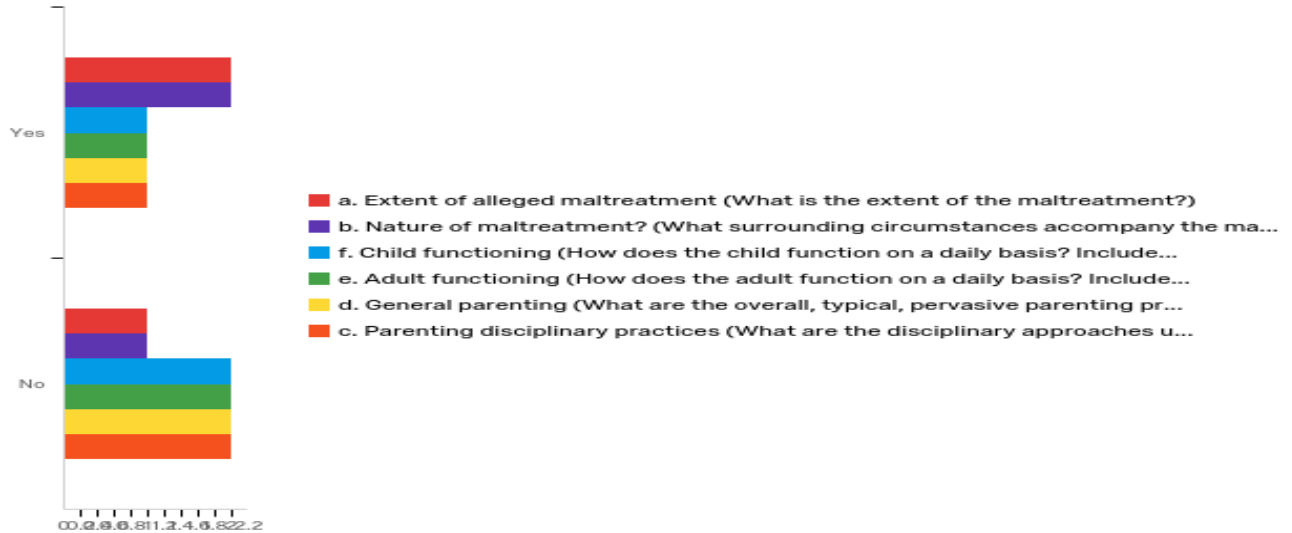 Yes
a. Extent of alleged maltreatment (What is the extent of the maltreatment?)
b. Nature of maltreatment? (What surrounding circumstances accompany the ma...
f. Child functioning (How does the child function on a daily basis? Include...
e. Adult functioning (How does the adult function on a daily basis? Include...
d. General parenting (What are the overall, typical, pervasive parenting pr...
c. Parenting disciplinary practices (What are the disciplinary approaches u...
No